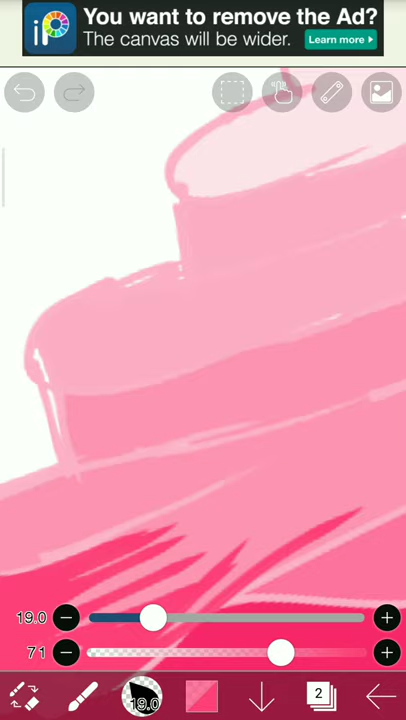 You want to remove the Ad?
The canvas will be wider.
Learn more ▸
iP
19.0
71
19.0
2